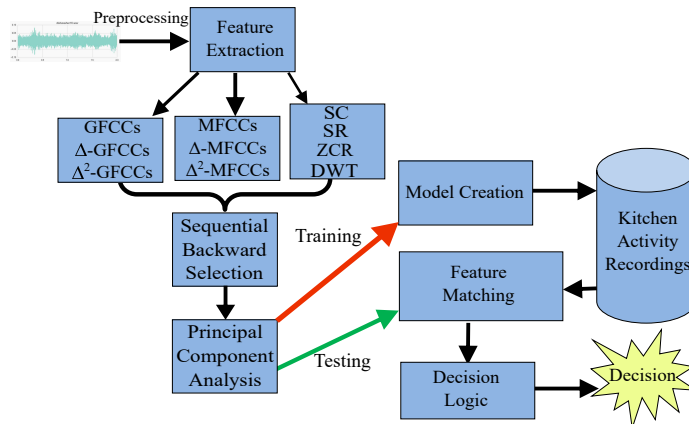 Preprocessing
Feature
Extraction
GFCCs
Δ-GFCCs
Δ²-GFCCs
MFCCs
Δ-MFCCs
Δ²-MFCCs
SC
SR
ZCR
DWT
Sequential
Backward
Selection
Principal
Component
Analysis
Training
Testing
Model Creation
Kitchen
Activity
Recordings
Feature
Matching
Decision
Logic
Decision